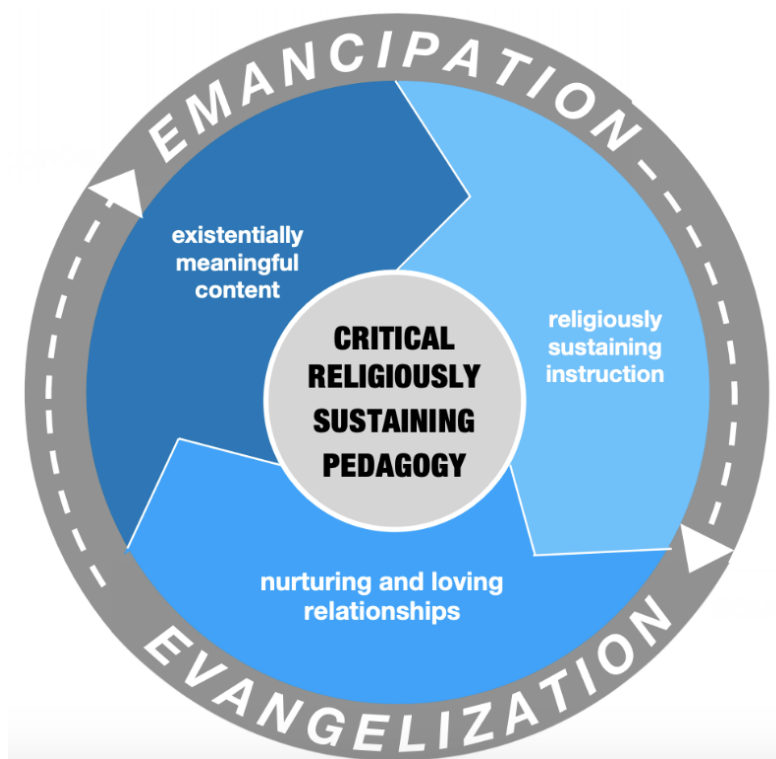 EMANCIPATION
existentially
meaningful
content
religiously
sustaining
instruction
CRITICAL
RELIGIOUSLY
SUSTAINING
PEDAGOGY
nurturing and loving
relationships
EVANGELIZATION